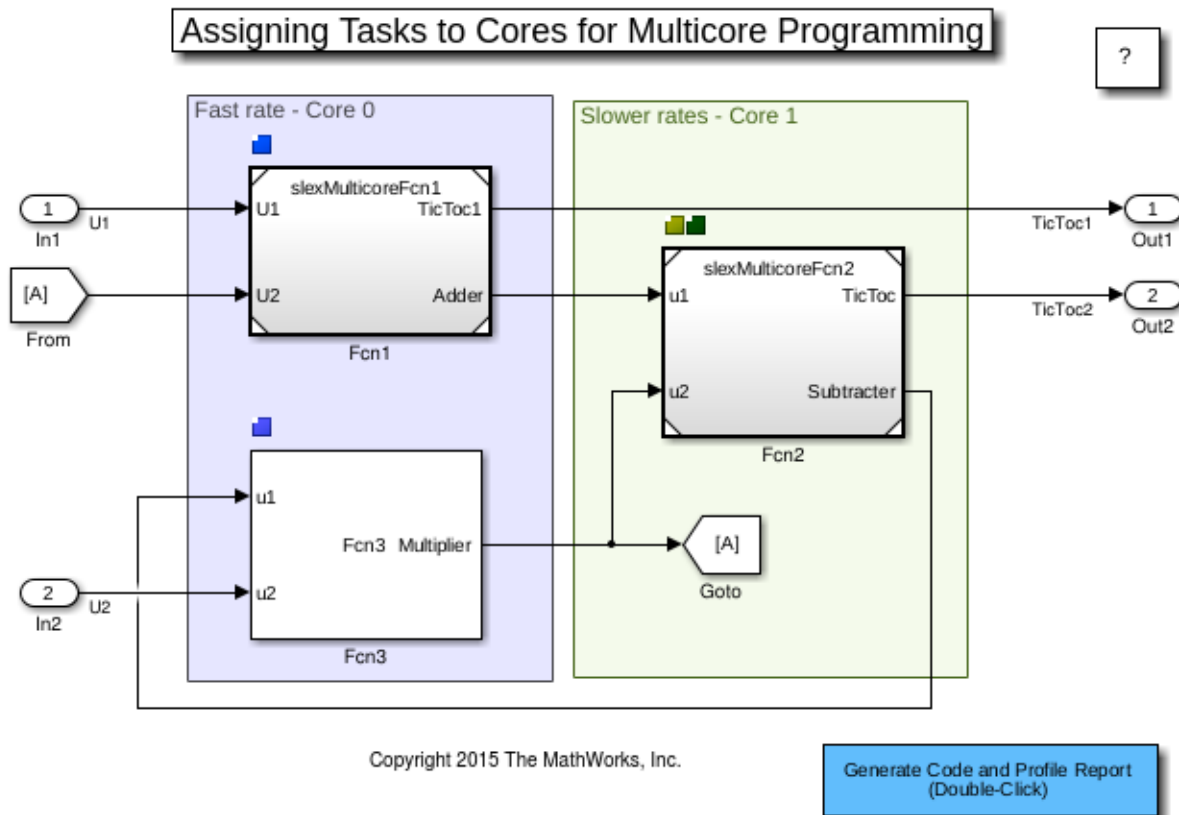 Assigning Tasks to Cores for Multicore Programming
?
Fast rate - Core 0
Slower rates - Core 1
slexMulticoreFcn1
U1
TicToc1
U2
Adder
Fcn1
1
U1
In1
[A]
From
slexMulticoreFcn2
u1
TicToc
u2
Subtracter
Fcn2
TicToc1
1
Out1
TicToc2
2
Out2
u1
Fcn3 Multiplier
u2
Fcn3
[A]
Goto
2
U2
In2
Copyright 2015 The MathWorks, Inc.
Generate Code and Profile Report
(Double-Click)